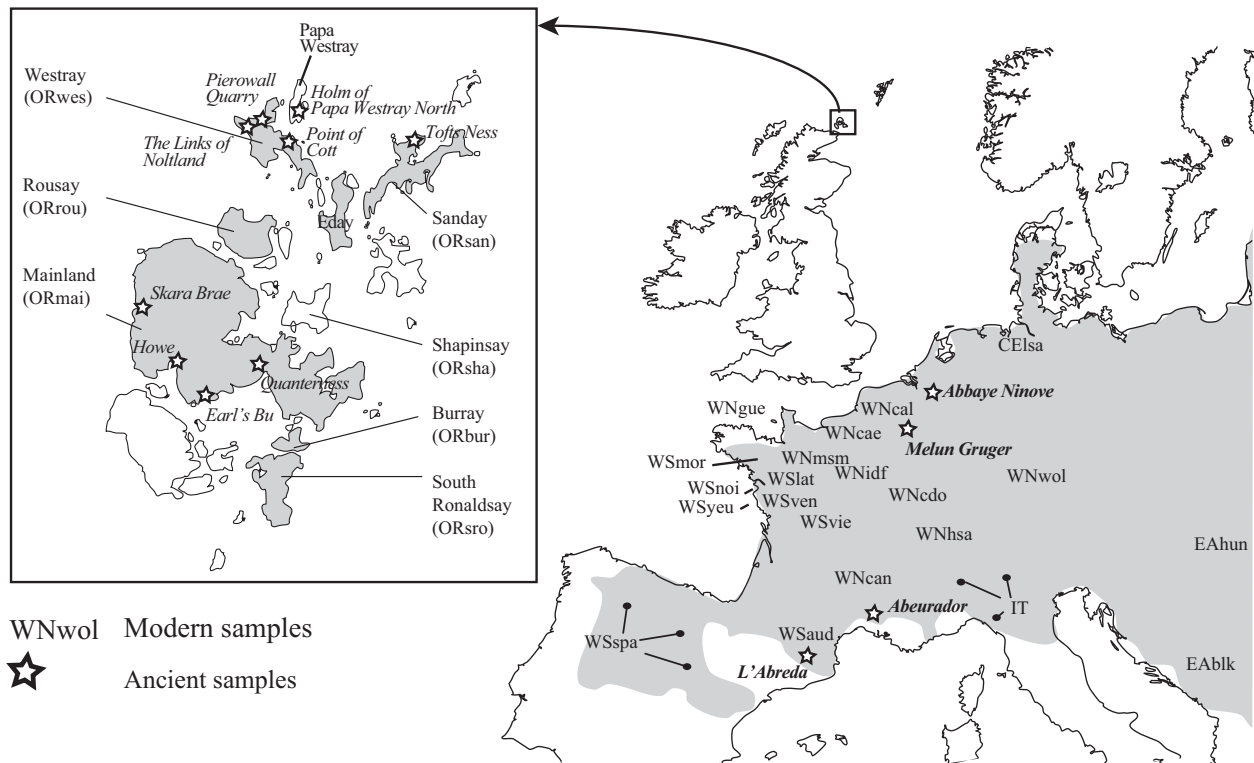 Papa
Westray
Westray
(ORwes)
Pierowall
Quarry
Holm of
Papa Westray North
The Links of
Noltland
Point of
Cott
Tofts Ness
Rousay
(ORrou)
Eday
Sanday
(ORsan)
Mainland
(ORmai)
Skara Brae
Howe
Shapinsay
(ORsha)
Quanterness
Earl's Bu
Burray
(ORbur)
South
Ronaldsay
(ORsro)
WNwol Modern samples
Ancient samples
CElsa
Abbaye Ninove
WNgue
WNcal
WNcae
Melun Gruger
WSmor
WNmsm
WSlat
WNidf
WNwol
WSnoi
WSyeu
WSven
WNcdo
WSvie
WNhsa
EAhun
WNcan
Abeurador
IT
WSspa
WSaud
L'Abreda
EAblk